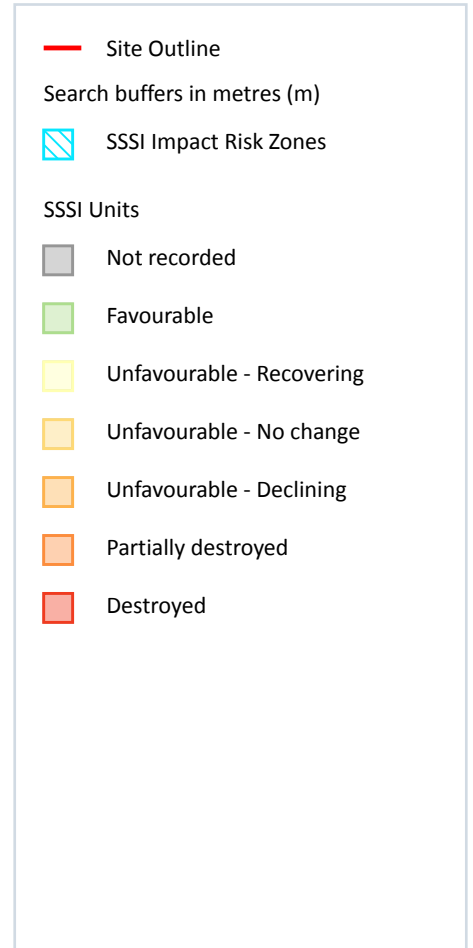 Site Outline
Search buffers in metres (m)
SSSI Impact Risk Zones
SSSI Units
Not recorded
Favourable
Unfavourable - Recovering
Unfavourable - No change
Unfavourable - Declining
Partially destroyed
Destroyed